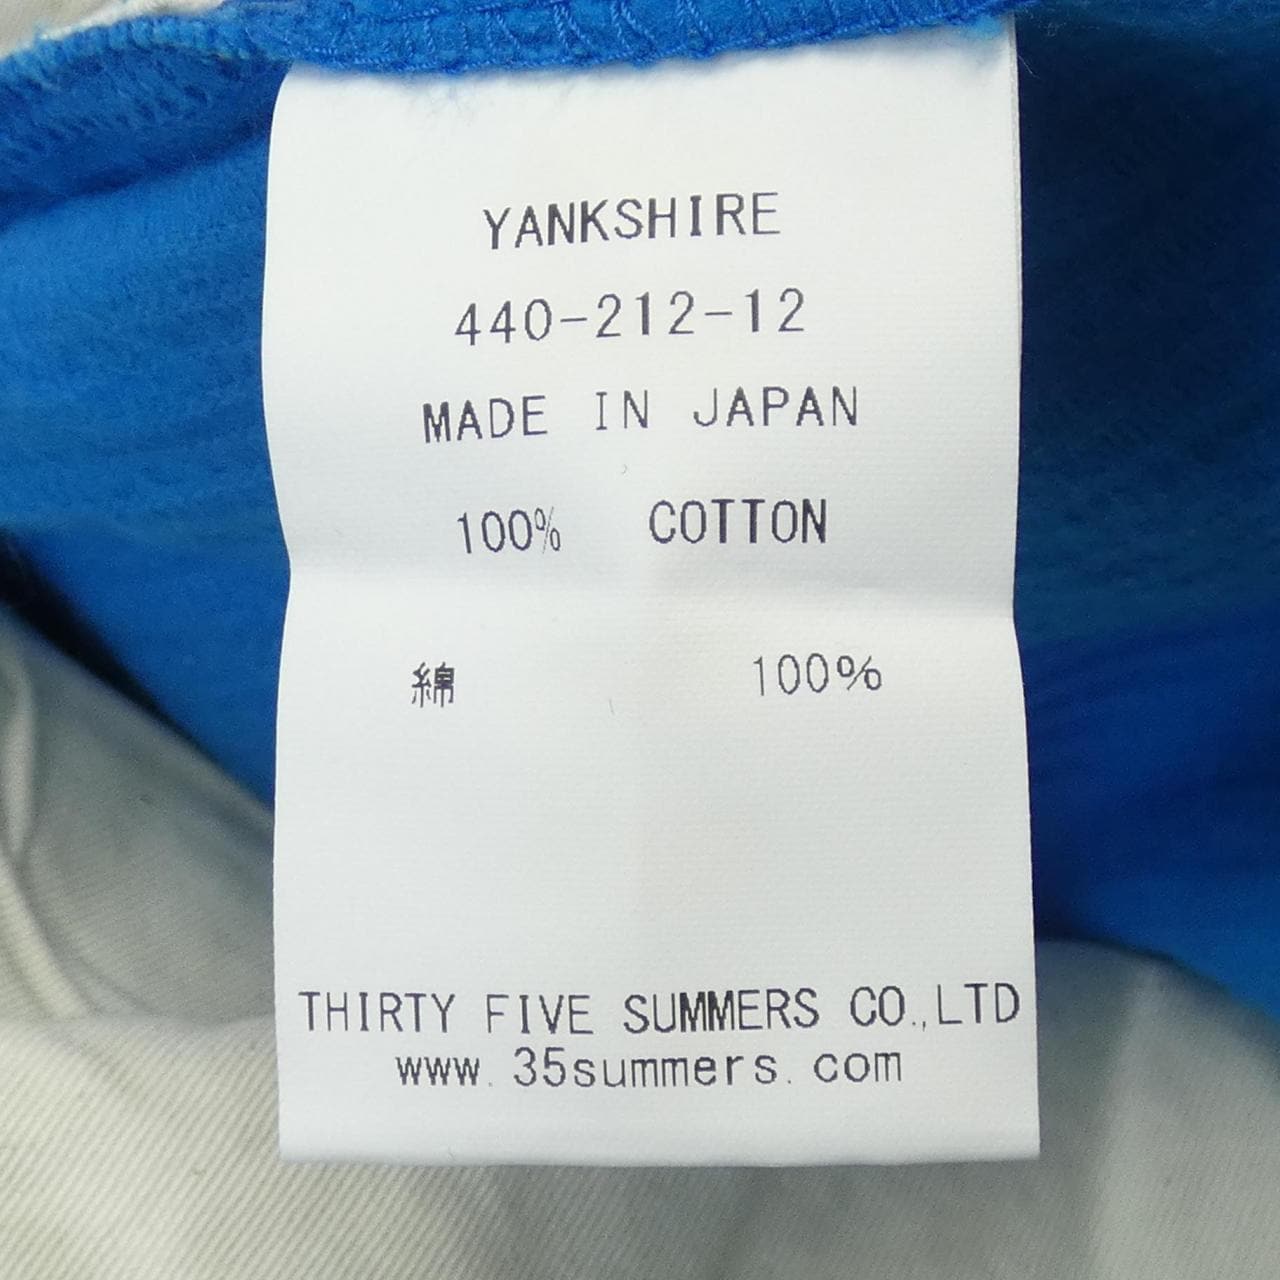 YANKSHIRE
440-212-12
MADE IN JAPAN
100% COTTON
綿 100%
THIRTY FIVE SUMMERS CO.,LTD
www.35summers.com